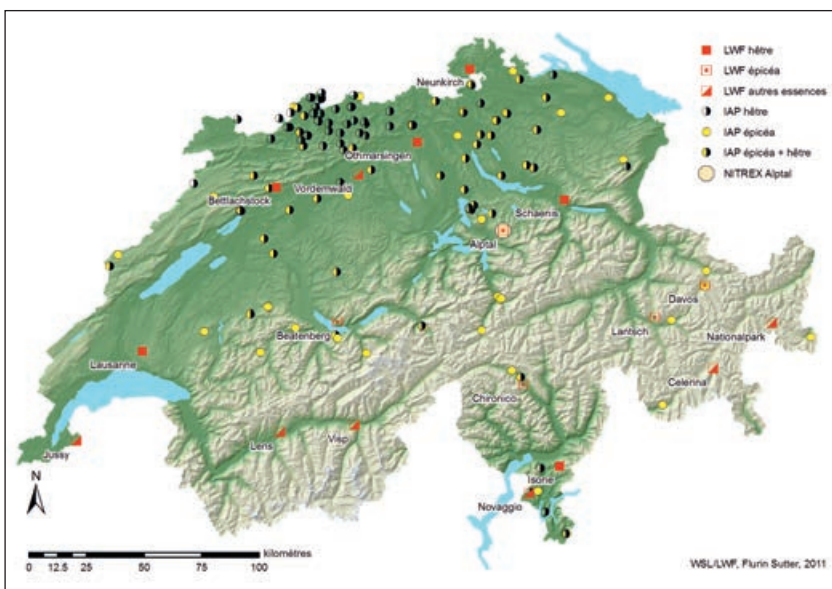 LWF hêtre
LWF épicéa
LWF autres essences
IAP hêtre
IAP épicéa
IAP épicéa + hêtre
NITREX Alptal
Neunkirch
Othmarsingen
Vordemwald
Bettlachstock
Schaenis
Alptal
Davos
Lantsch
Nationalpark
Beatenberg
Celerina
Lausanne
Chironico
Lens
Visp
Jussy
Isone
Novaggio
N
kilomètres
0 12.5 25 50 75 100
WSL/LWF, Flurin Sutter, 2011